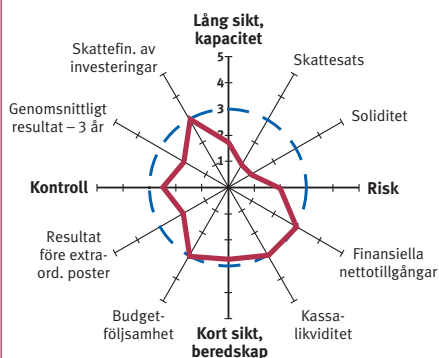 Lång sikt,
kapacitet
Skattefin. av
investeringar
Skattesats
5
4
3
2
1
Genomsnittligt
resultat – 3 år
Soliditet
Kontroll
Risk
Resultat
före extra-
ord. poster
Finansiella
nettotillgångar
Budget-
följsamhet
Kassa-
likviditet
Kort sikt,
beredskap